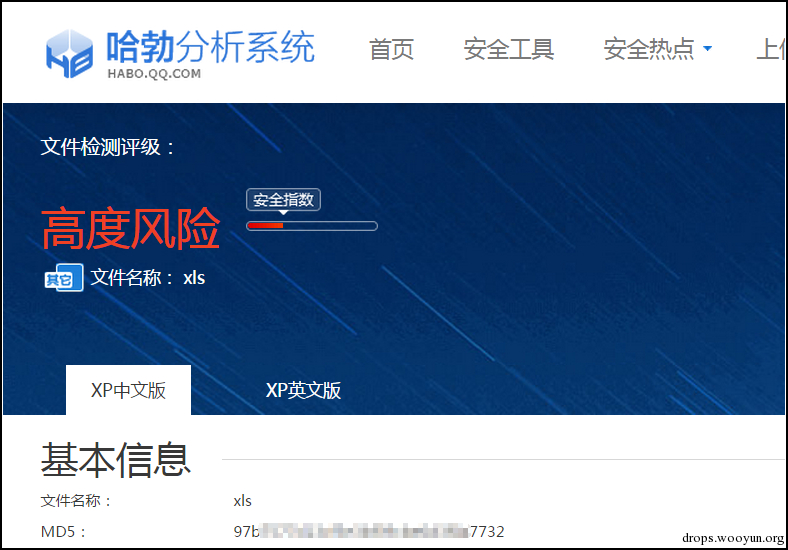 哈勃分析系统
HABO.QQ.COM
首页 安全工具 安全热点 上
文件检测评级：
安全指数
高度风险
其它 文件名称： xls
XP中文版 XP英文版
基本信息
文件名称： xls
MD5： 97b 7732
drops.wooyun.org